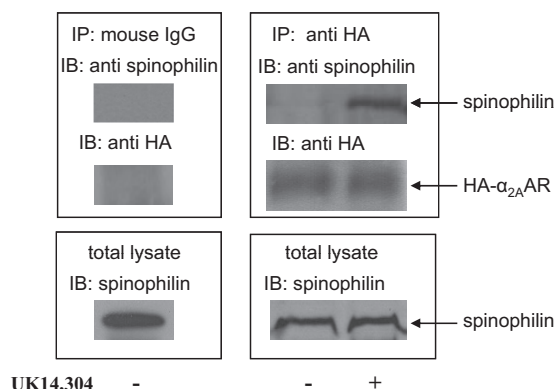 IP: mouse IgG
IB: anti spinophilin
IB: anti HA
IP: anti HA
IB: anti spinophilin
spinophilin
IB: anti HA
HA-α2AAR
total lysate
IB: spinophilin
total lysate
IB: spinophilin
spinophilin
UK14,304 - - +